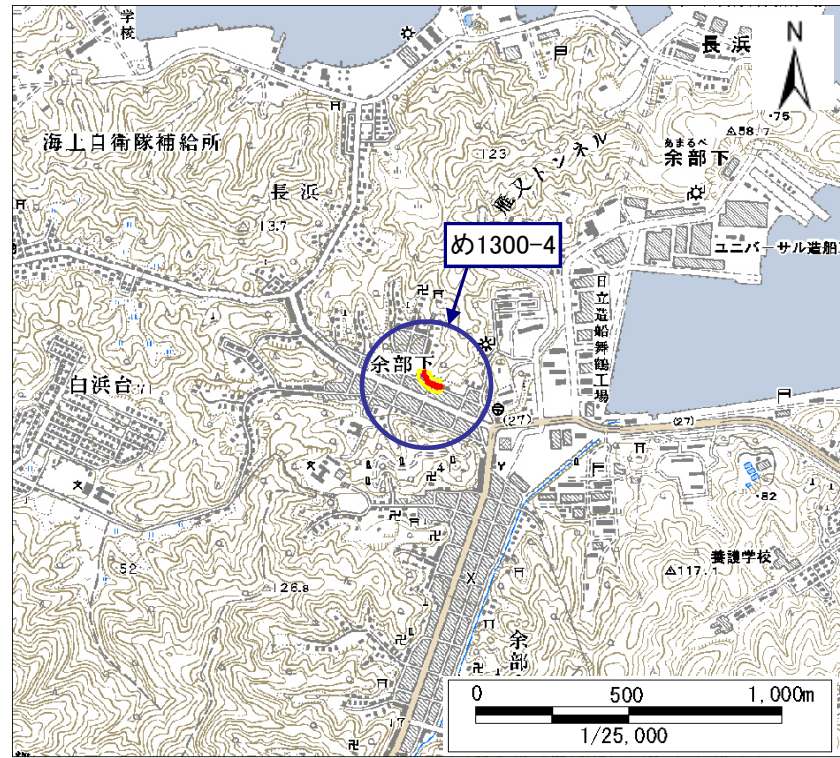 学校
長浜
N
75
58.7
海上自衛隊補給所
123
雁又トンネル
あまるべ
余部下
長浜
13.7
め1300-4
ユニバーサル造船
日立造船舞鶴工場
余部下
白浜台
(27)
(27)
82
養護学校
52
126.8
117.1
余部
17
0 500 1,000m
1/25,000